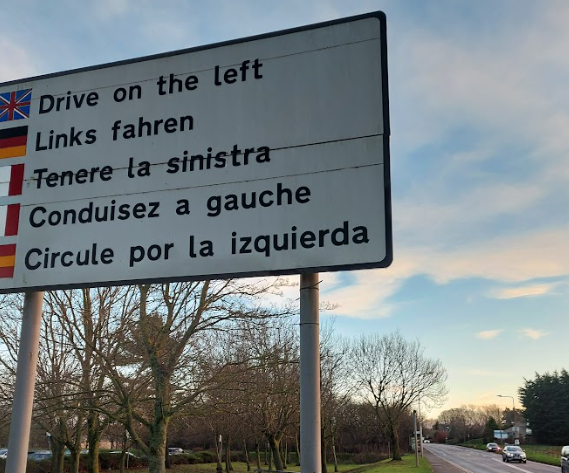 Drive on the left
Links fahren
Tenere la sinistra
Conduisez a gauche
Circule por la izquierda